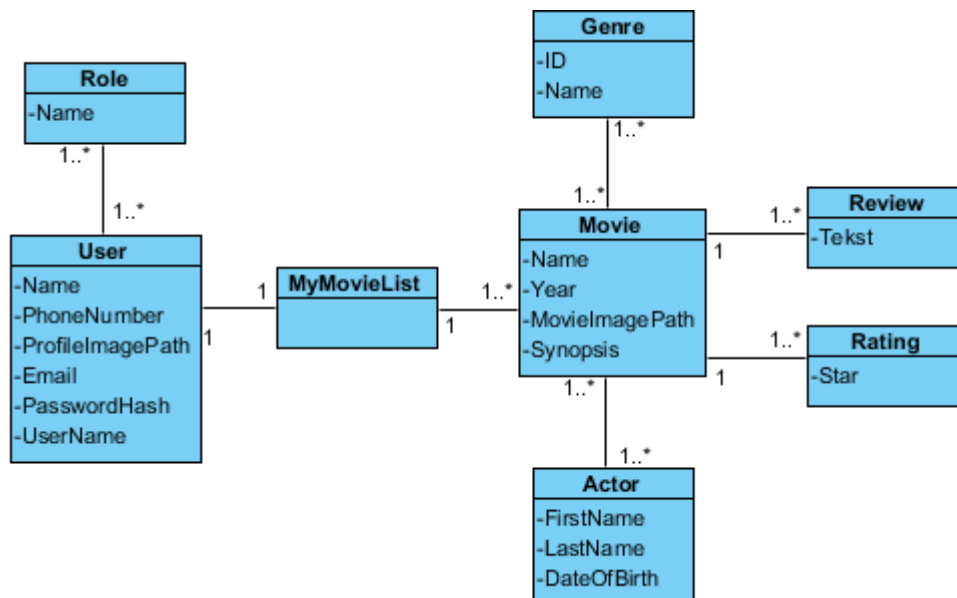 Role
-Name
1..*
1..*
User
-Name
-PhoneNumber
-ProfileImagePath
-Email
-PasswordHash
-UserName
1
1
MyMovieList
1
1..*
Genre
-ID
-Name
1..*
1..*
Movie
-Name
-Year
-MovieImagePath
-Synopsis
1
1..*
Review
-Tekst
1
1..*
Rating
-Star
1..*
1..*
Actor
-FirstName
-LastName
-DateOfBirth